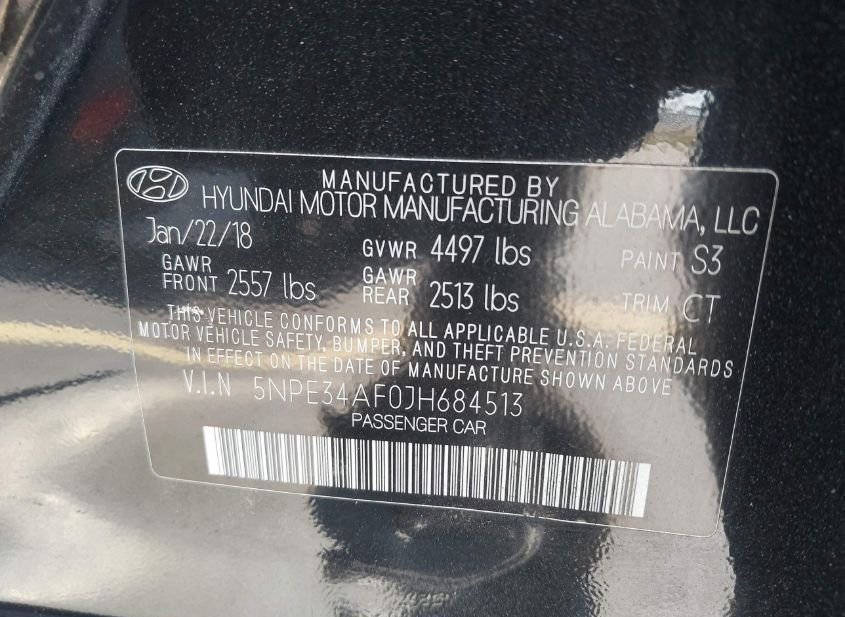 MANUFACTURED BY
HYUNDAI MOTOR MANUFACTURING ALABAMA, LLC
Jan/22/18 GVWR 4497 lbs PAINT S3
GAWR FRONT 2557 lbs GAWR REAR 2513 lbs TRIM CT
THIS VEHICLE CONFORMS TO ALL APPLICABLE U.S.A. FEDERAL
MOTOR VEHICLE SAFETY, BUMPER, AND THEFT PREVENTION STANDARDS
IN EFFECT ON THE DATE OF MANUFACTURE SHOWN ABOVE
V.I.N 5NPE34AF0JH684513
PASSENGER CAR